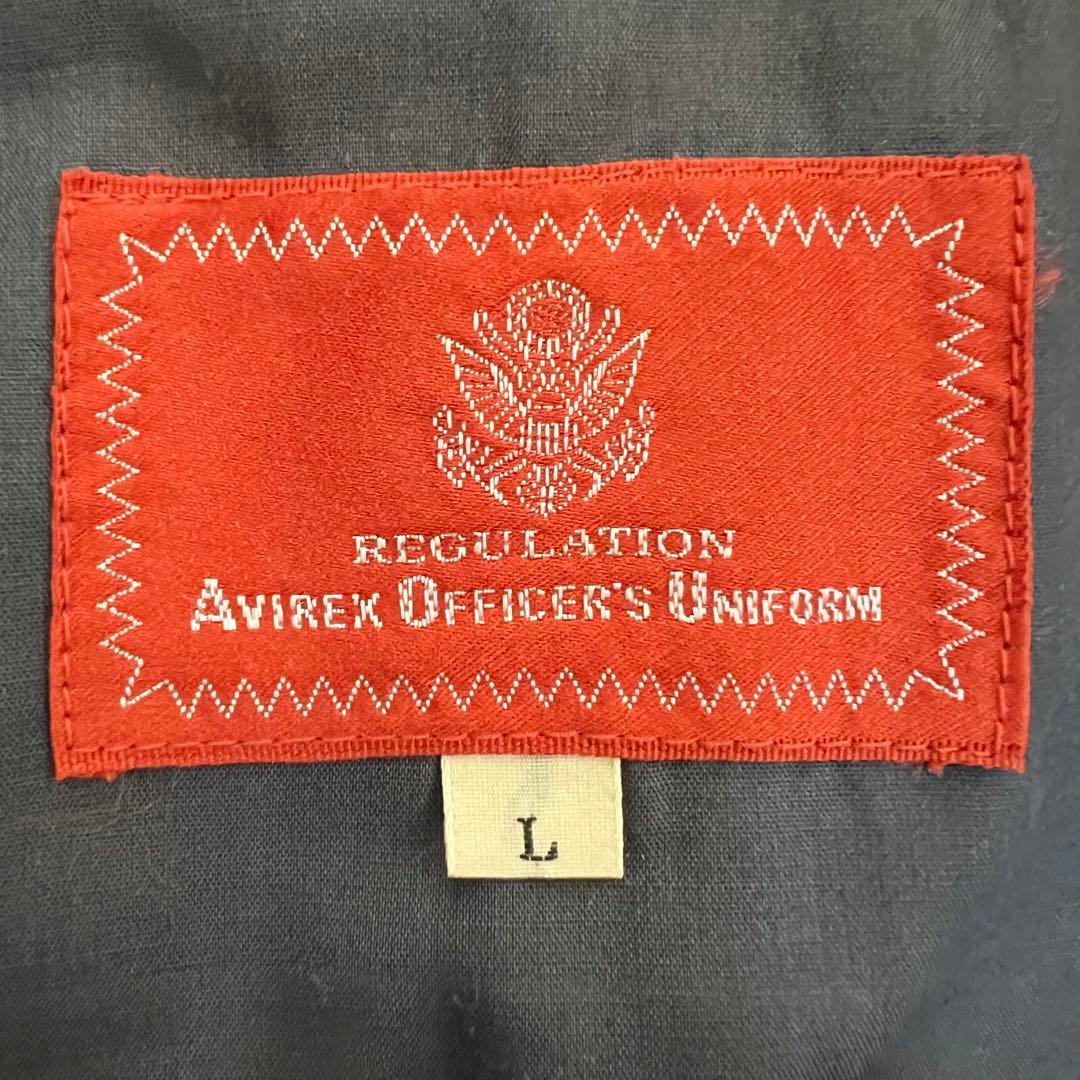 REGULATION
AVIREX OFFICER'S UNIFORM
L